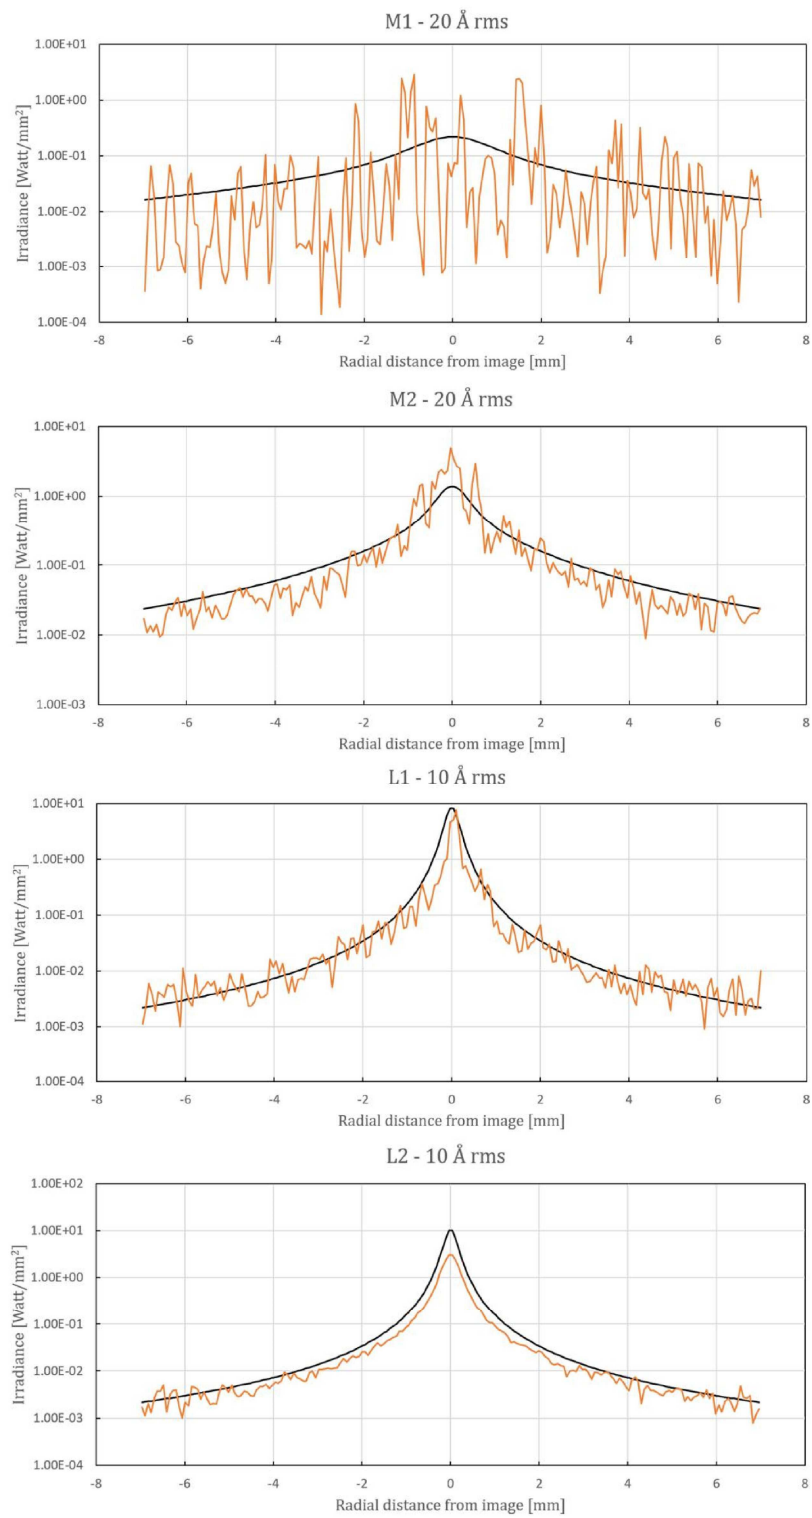 M1 - 20 Å rms
Irradiance [Watt/mm²]
1.00E+01
1.00E+00
1.00E-01
1.00E-02
1.00E-03
1.00E-04
-8 -6 -4 -2 0 2 4 6 8
Radial distance from image [mm]
M2 - 20 Å rms
Irradiance [Watt/mm²]
1.00E+01
1.00E+00
1.00E-01
1.00E-02
1.00E-03
-8 -6 -4 -2 0 2 4 6 8
Radial distance from image [mm]
L1 - 10 Å rms
Irradiance [Watt/mm²]
1.00E+01
1.00E+00
1.00E-01
1.00E-02
1.00E-03
1.00E-04
-8 -6 -4 -2 0 2 4 6 8
Radial distance from image [mm]
L2 - 10 Å rms
Irradiance [Watt/mm²]
1.00E+02
1.00E+01
1.00E+00
1.00E-01
1.00E-02
1.00E-03
1.00E-04
-8 -6 -4 -2 0 2 4 6 8
Radial distance from image [mm]